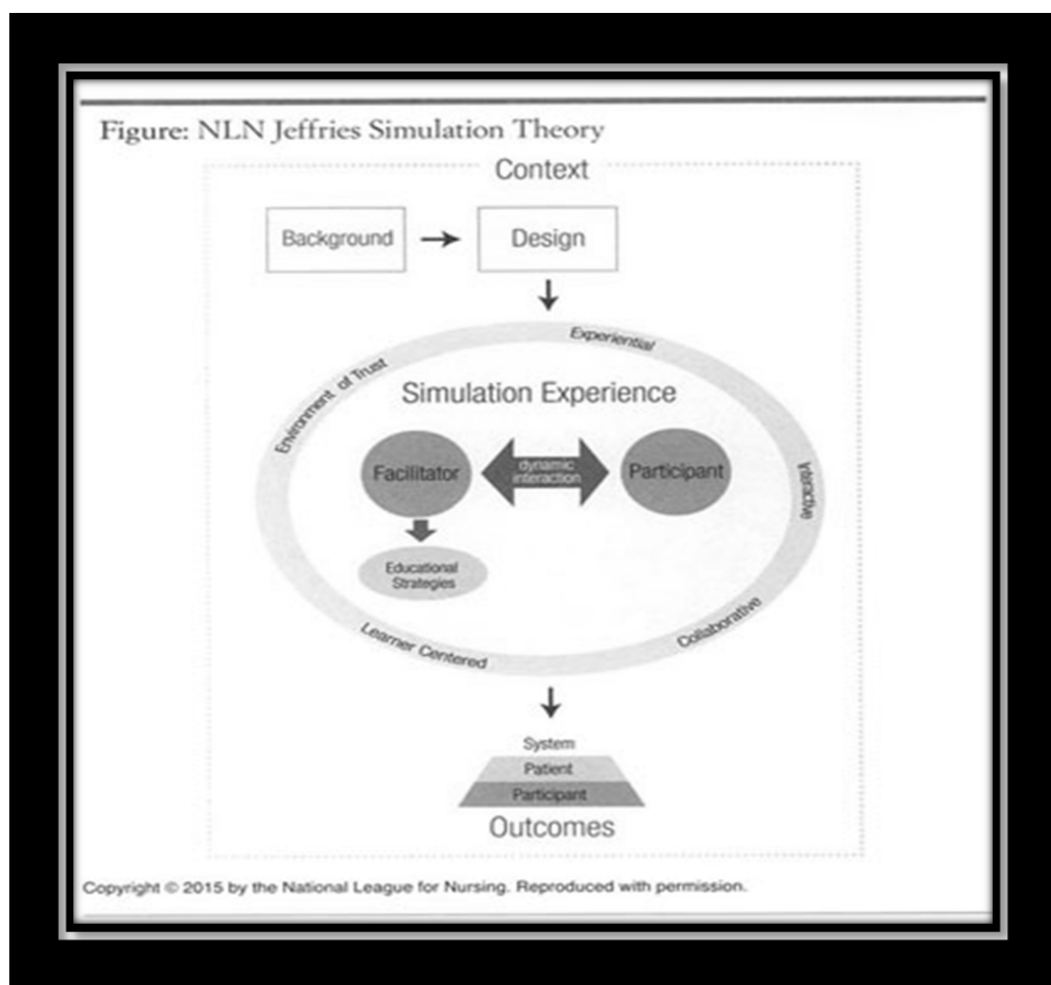 Figure: NLN Jeffries Simulation Theory
Context
Background
Design
Experiential
Environment of Trust
Simulation Experience
Facilitator
dynamic
interaction
Participant
Interactive
Educational
Strategies
Learner Centered
Collaborative
System
Patient
Participant
Outcomes
Copyright © 2015 by the National League for Nursing. Reproduced with permission.